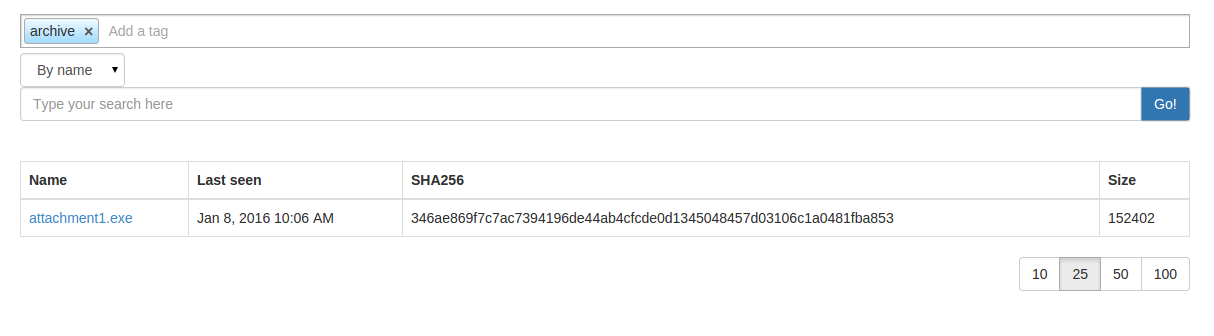 archive × Add a tag
By name
Type your search here Go!
Name Last seen SHA256 Size
attachment1.exe Jan 8, 2016 10:06 AM 346ae869f7c7ac7394196de44ab4cfcde0d1345048457d03106c1a0481fba853 152402
10 25 50 100